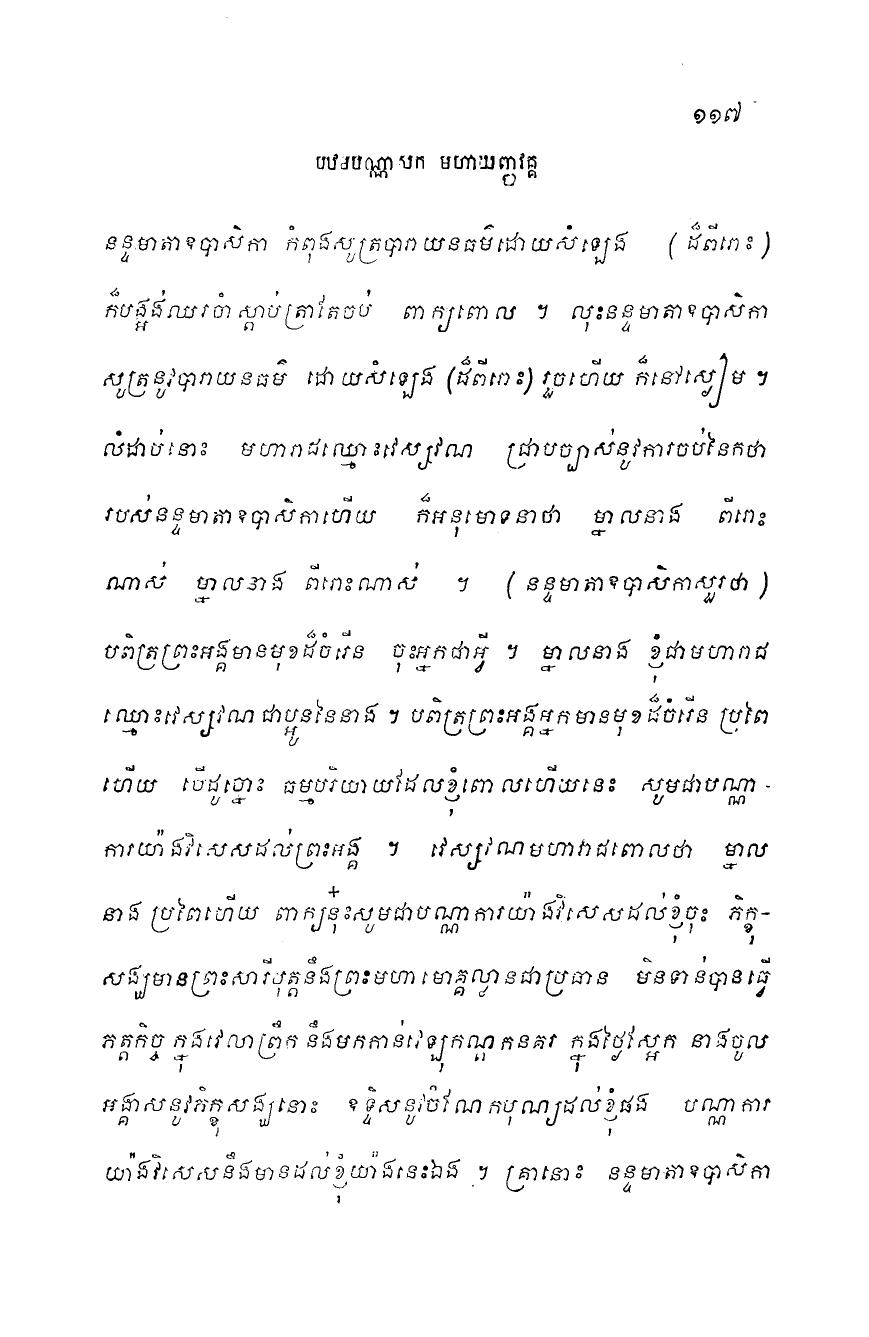 ១១៧
បឋមបណ្ណាសក មហាយញ្ញវគ្គ
នន្ទមាតាឧបាសិកា កំពុងសូត្របារាយនធម៌ដោយសំឡេង (ដ៏ពីរោះ)
ក៏បង្អង់ឈរចាំ ស្តាប់ត្រាតែចប់ ពាក្យពោល ។ លុះនន្ទមាតាឧបាសិកា
សូត្រនូវបារាយនធម៌ ដោយសំឡេង (ដ៏ពីរោះ) រួចហើយ ក៏នៅស្ងៀម ។
លំដាប់នោះ មហារាជឈ្មោះវេស្សវណ ជ្រាបច្បាស់នូវការចប់នៃកថា
របស់នន្ទមាតាឧបាសិកាហើយ ក៏អនុមោទនាថា ម្នាលនាង ពីរោះ
ណាស់ ម្នាលនាង ពីរោះណាស់ ។ (នន្ទមាតាឧបាសិកាសួរថា)
បពិត្រព្រះអង្គមានមុខដ៏ចំរើន ចុះអ្នកជាអ្វី ។ ម្នាលនាង ខ្ញុំជាមហារាជ
ឈ្មោះវេស្សវណជាប្អូននៃនាង ។ បពិត្រព្រះអង្គអ្នកមានមុខដ៏ចំរើន ប្រពៃ
ហើយ បើដូច្នោះ ធម្មបរិយាយដែលខ្ញុំពោលហើយនេះ សូមជាបណ្ណា-
ការយ៉ាងវិសេសដល់ព្រះអង្គ ។ វេស្សវណមហារាជពោលថា ម្នាល
នាង ប្រពៃហើយ ពាក្យនុ៎ះសូមជាបណ្ណាការយ៉ាងវិសេសដល់ខ្ញុំចុះ ភិក្ខុ-
សង្ឃមានព្រះសារីបុត្តនឹងព្រះមហាមោគ្គល្លានជាប្រធាន មិនទាន់បានធ្វើ
ភត្តកិច្ច ក្នុងវេលាព្រឹក នឹងមកកាន់វេឡុកណ្ដកនគរ ក្នុងថ្ងៃស្អែក នាងចូល
អង្គាសនូវភិក្ខុសង្ឃនោះ ឧទ្ទិសនូវចំណែកបុណ្យដល់ខ្ញុំផង បណ្ណាការ
យ៉ាងវិសេសនឹងមានដល់ខ្ញុំយ៉ាងនេះឯង ។ គ្រានោះ នន្ទមាតាឧបាសិកា